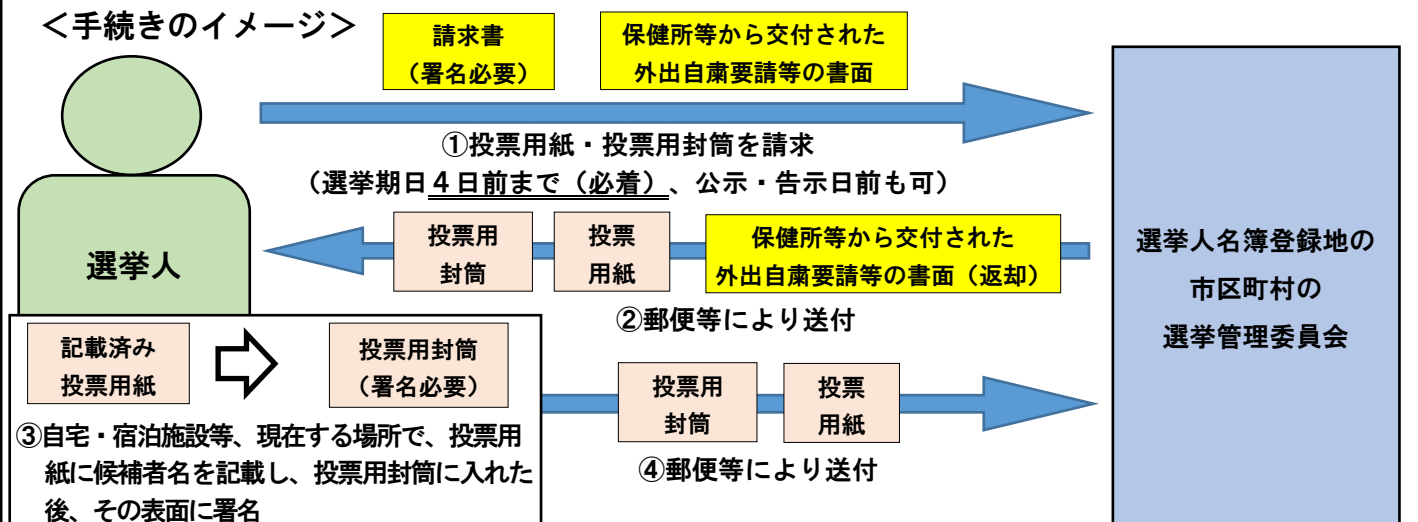 ＜手続きのイメージ＞
請求書
（署名必要）
保健所等から交付された
外出自粛要請等の書面
①投票用紙・投票用封筒を請求
（選挙期日４日前まで（必着）、公示・告示日前も可）
選挙人
投票用
封筒
投票
用紙
保健所等から交付された
外出自粛要請等の書面（返却）
②郵便等により送付
選挙人名簿登録地の
市区町村の
選挙管理委員会
記載済み
投票用紙
投票用封筒
（署名必要）
③自宅・宿泊施設等、現在する場所で、投票用
紙に候補者名を記載し、投票用封筒に入れた
後、その表面に署名
投票用
封筒
投票
用紙
④郵便等により送付